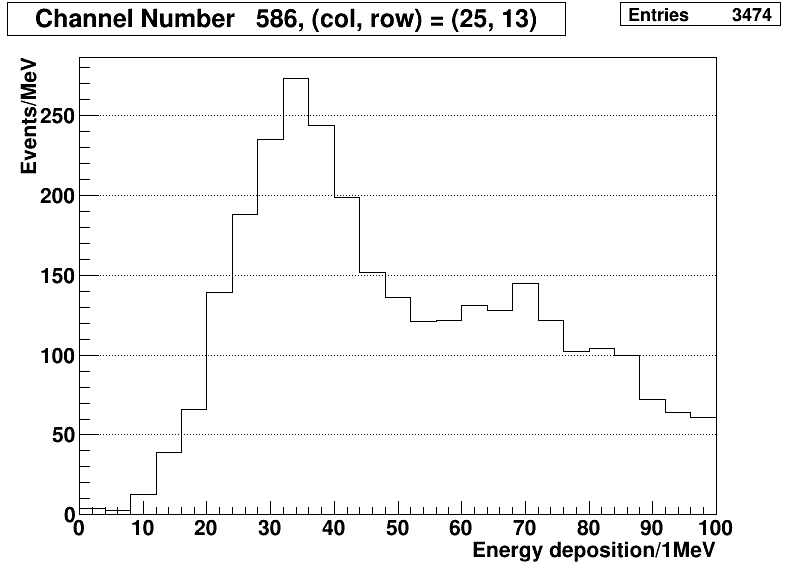 Channel Number 586, (col, row) = (25, 13)
Entries 3474
Events/MeV
250
200
150
100
50
0
0 10 20 30 40 50 60 70 80 90 100
Energy deposition/1MeV